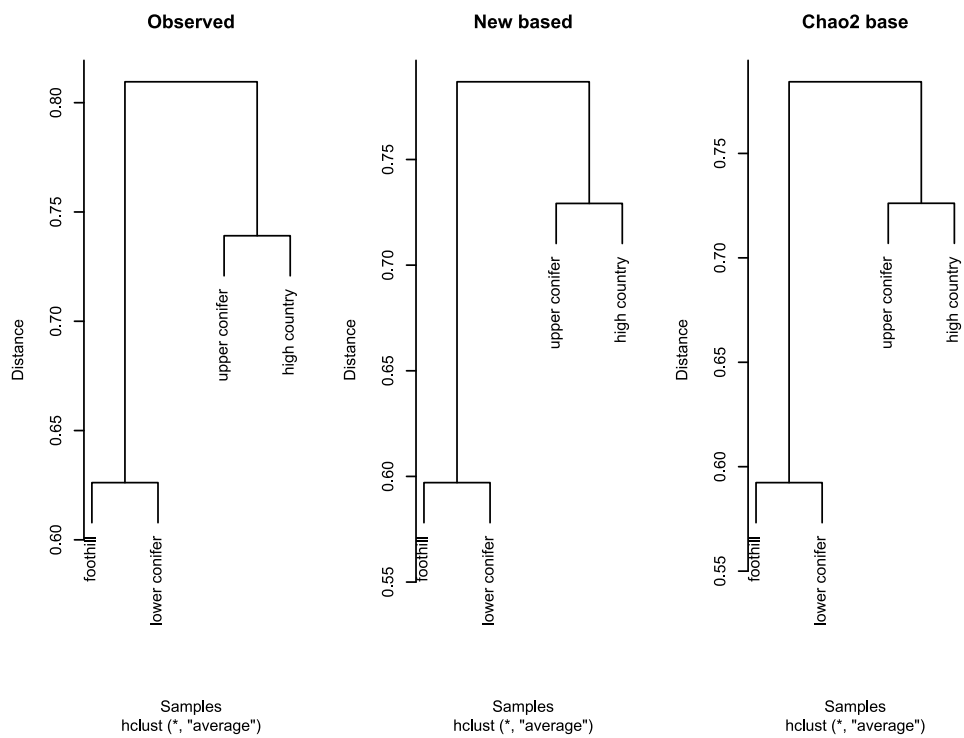 Observed
Distance
0.80
0.75
0.70
0.65
0.60
foothill
lower conifer
upper conifer
high country
Samples
hclust (*, "average")
New based
Distance
0.75
0.70
0.65
0.60
0.55
foothill
lower conifer
upper conifer
high country
Samples
hclust (*, "average")
Chao2 base
Distance
0.75
0.70
0.65
0.60
0.55
foothill
lower conifer
upper conifer
high country
Samples
hclust (*, "average")